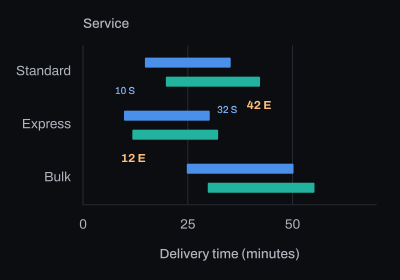 Service
Standard
10 S
42 E
32 S
Express
12 E
Bulk
0 25 50
Delivery time (minutes)